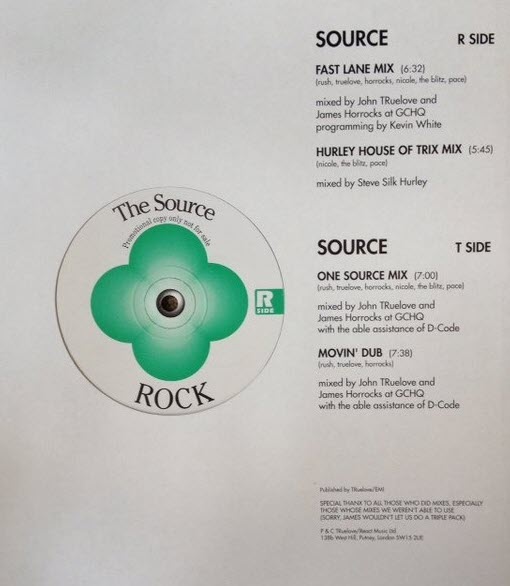 SOURCE R SIDE
FAST LANE MIX (6:32)
(rush, truelove, horrocks, nicole, the blitz, pace)
mixed by John TRuelove and
James Horrocks at GCHQ
programming by Kevin White
HURLEY HOUSE OF TRIX MIX (5:45)
(nicole, the blitz, pace)
mixed by Steve Silk Hurley
SOURCE T SIDE
ONE SOURCE MIX (7:00)
(rush, truelove, horrocks, nicole, the blitz, pace)
mixed by John TRuelove and
James Horrocks at GCHQ
with the able assistance of D-Code
MOVIN' DUB (7:38)
(rush, truelove, horrocks)
mixed by John TRuelove and
James Horrocks at GCHQ
with the able assistance of D-Code
Published by TRuelove/EMI
SPECIAL THANX TO ALL THOSE WHO DID MIXES, ESPECIALLY
THOSE WHOSE MIXES WE WEREN'T ABLE TO USE
(SORRY, JAMES WOULDN'T LET US DO A TRIPLE PACK)
P & C TRuelove/React Music Ltd.
138b West Hill, Putney, London SW15 2UE
The Source
Promotional copy only not for sale
R
SIDE
ROCK